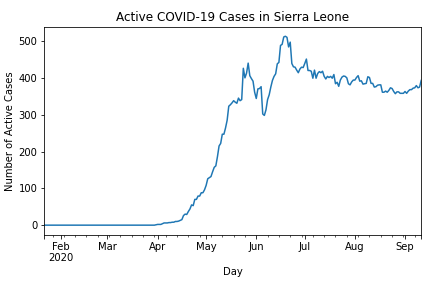 Active COVID-19 Cases in Sierra Leone
Number of Active Cases
500
400
300
200
100
0
Feb Mar Apr May Jun Jul Aug Sep
2020
Day